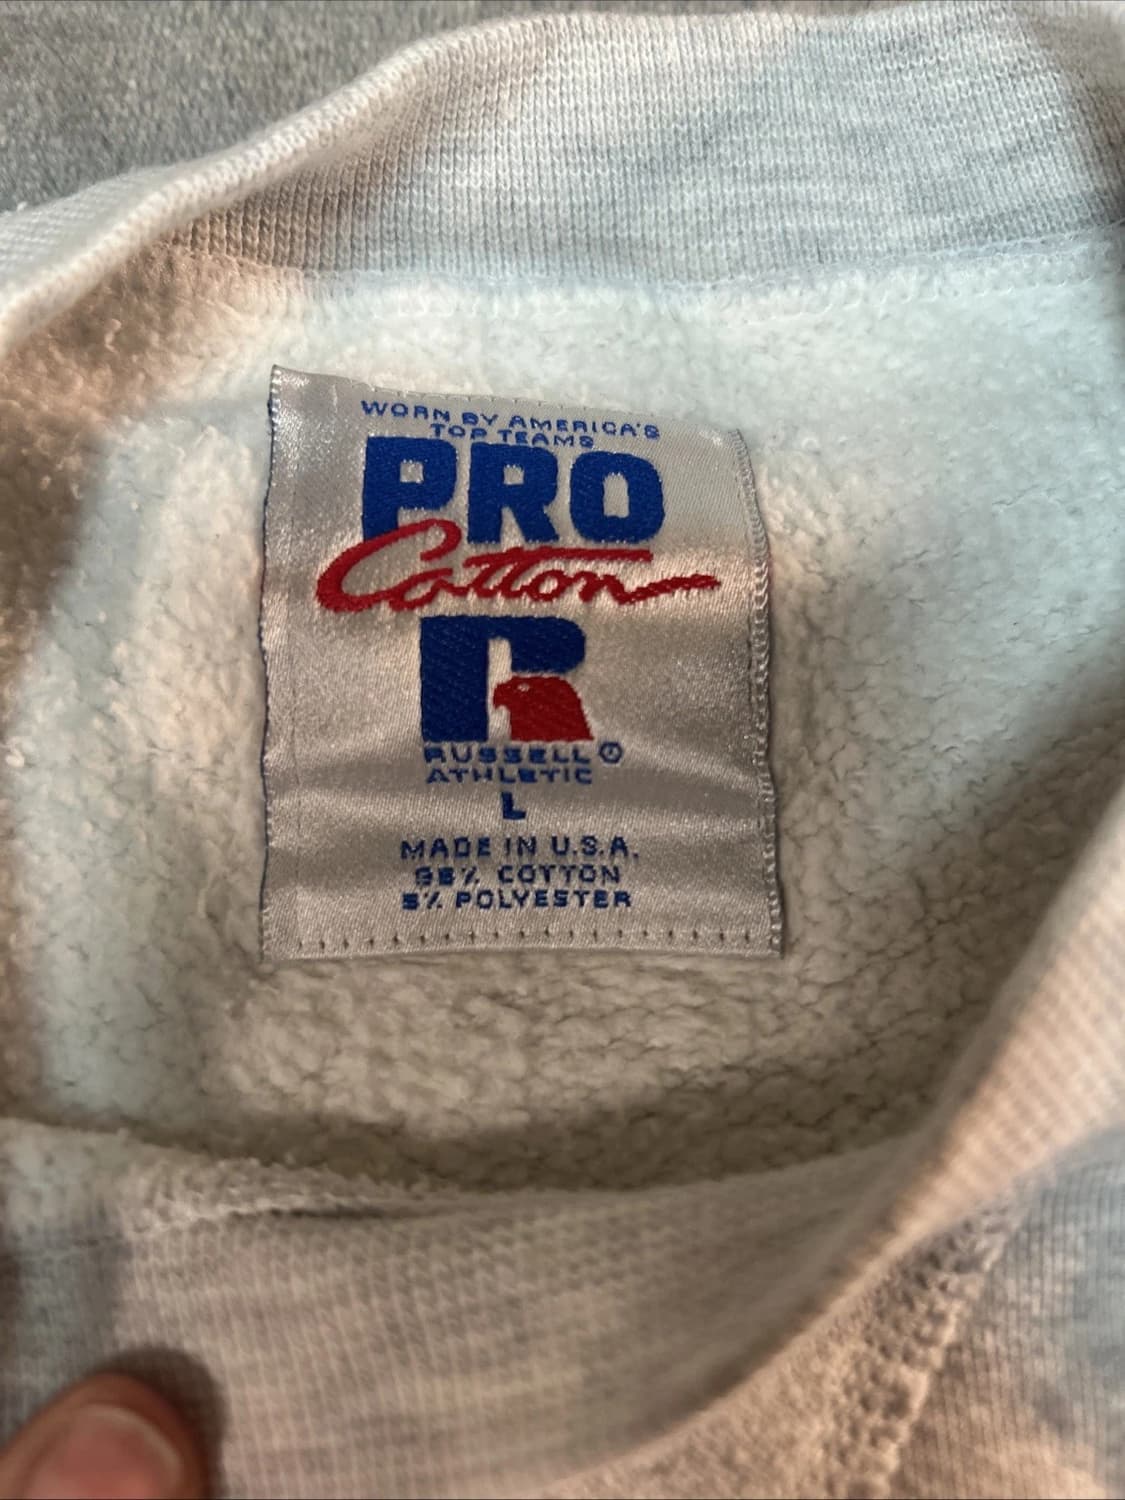 WORN BY AMERICA'S
TOP TEAMS
PRO
Cotton
R
RUSSELL®
ATHLETIC
L
MADE IN U.S.A.
95% COTTON
5% POLYESTER